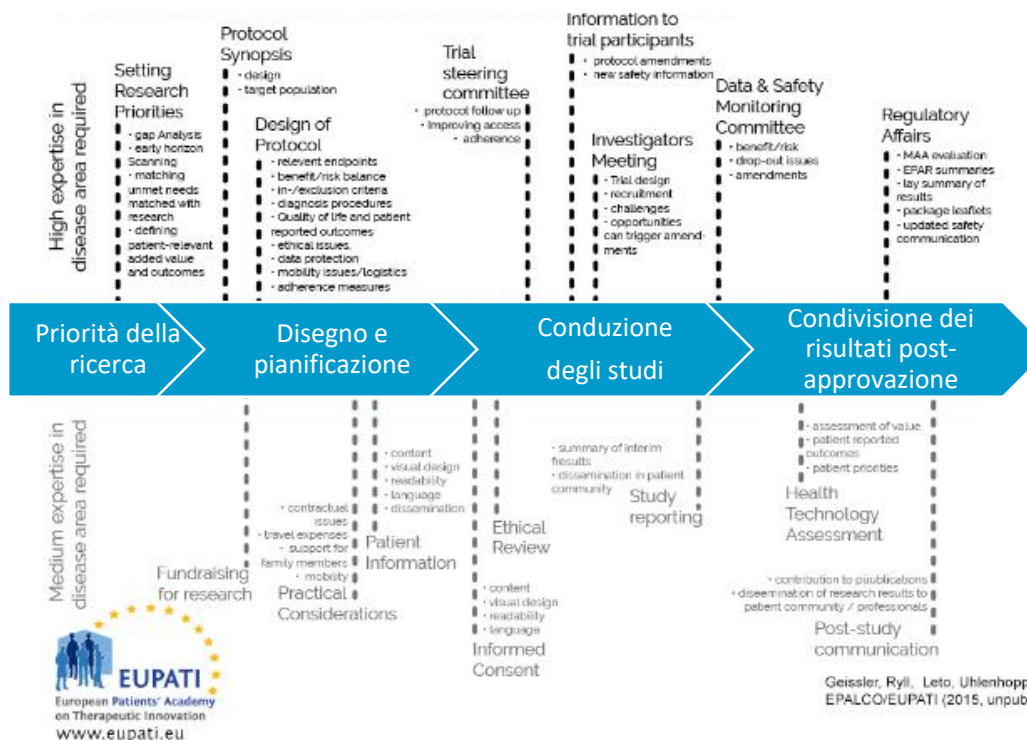 High expertise in
disease area required
Setting
Research
Priorities
• gap Analysis
• early horizon
Scanning
• matching
unmet needs
matched with
research
• defining
patient-relevant
added value
and outcomes
Protocol
Synopsis
• design
• target population
Design of
Protocol
• relevent endpoints
• benefit/risk balance
• in-/exclusion criteria
• diagnosis procedures
• Quality of life and patient
reported outcomes
• ethical issues.
• data protection
• mobility issues/logistics
• adherence measures
Trial
steering
committee
• protocol follow up
• Improving access
• adherence
Information to
trial participants
• protocol amendments
• new safety information
Investigators
Meeting
• Trial design
• recruitment
• challenges
• opportunities
can trigger amend-
ments
Data & Safety
Monitoring
Committee
• benefit/risk
• drop-out issues
• amendments
Regulatory
Affairs
• MAA evaluation
• EPAR summaries
• lay summary of
results
• package leaflets
• updated safety
communication
Priorità della
ricerca
Disegno e
pianificazione
Conduzione
degli studi
Condivisione dei
risultati post-
approvazione
Medium expertise in
disease area required
Fundraising
for research
• contractual
issues
• travel expenses
• support for
family members
• mobility
Practical
Considerations
• content
• visual design
• readability
• language
• dissemination
Patient
Information
Ethical
Review
• content
• visual design
• readability
• language
Informed
Consent
• summary of interim
fresults
• dissemination in patient
community
Study
reporting
• assessment of value
• patient reported
outcomes
• patient priorities
Health
Technology
Assessment
• contribution to puublications
• disemination of research results to
patient community / professionals
Post-study
communication
EUPATI
European Patients' Academy
on Therapeutic Innovation
www.eupati.eu
Geissler, Ryll, Leto, Uhlenhopp
EPALCO/EUPATI (2015, unpub